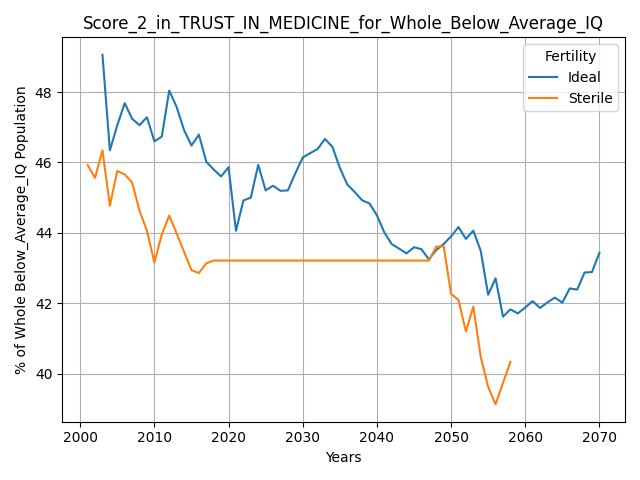 Score_2_in_TRUST_IN_MEDICINE_for_Whole_Below_Average_IQ
Fertility
Ideal
Sterile
% of Whole Below_Average_IQ Population
48
46
44
42
40
2000 2010 2020 2030 2040 2050 2060 2070
Years